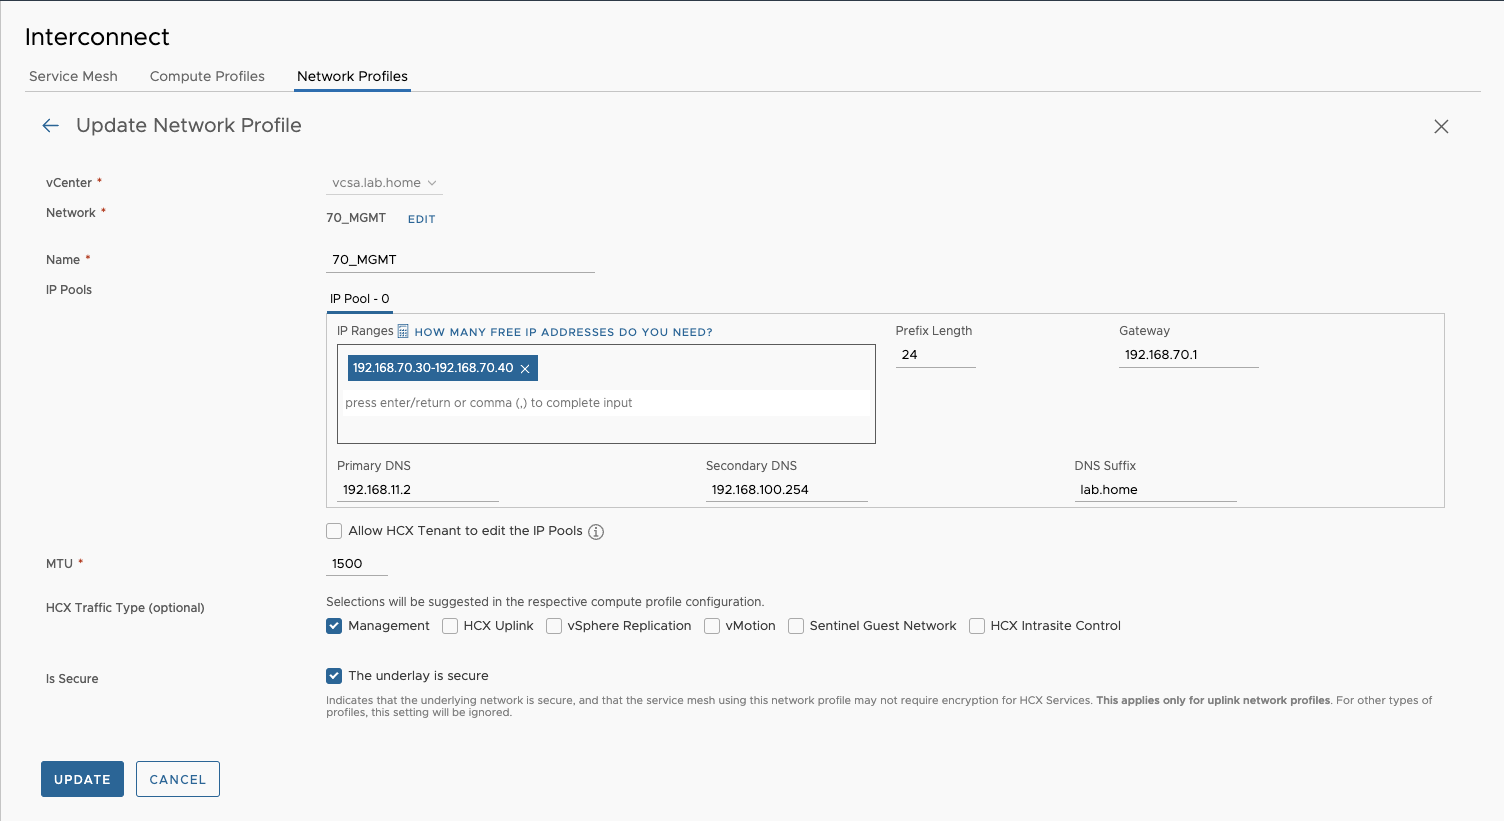 Interconnect
Service Mesh Compute Profiles Network Profiles
Update Network Profile
vCenter * vcsa.lab.home
Network * 70_MGMT EDIT
Name * 70_MGMT
IP Pools
IP Pool - 0
IP Ranges HOW MANY FREE IP ADDRESSES DO YOU NEED? Prefix Length Gateway
192.168.70.30-192.168.70.40 24 192.168.70.1
press enter/return or comma (,) to complete input
Primary DNS Secondary DNS DNS Suffix
192.168.11.2 192.168.100.254 lab.home
Allow HCX Tenant to edit the IP Pools
MTU * 1500
HCX Traffic Type (optional) Selections will be suggested in the respective compute profile configuration.
Management HCX Uplink vSphere Replication vMotion Sentinel Guest Network HCX Intrasite Control
Is Secure The underlay is secure
Indicates that the underlying network is secure, and that the service mesh using this network profile may not require encryption for HCX Services. This applies only for uplink network profiles. For other types of
profiles, this setting will be ignored.
UPDATE CANCEL